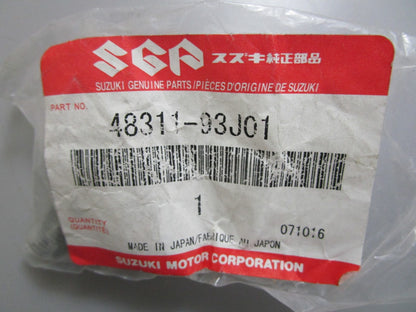 SGP スズキ純正部品
SUZUKI GENUINE PARTS/PIÈCES D'ORIGINE DE SUZUKI
PART NO.
48311-93J01
1
QUANTITY
(QUANTITÉ)
071016
MADE IN JAPAN/FABRIQUÉ AU JAPON
SUZUKI MOTOR CORPORATION